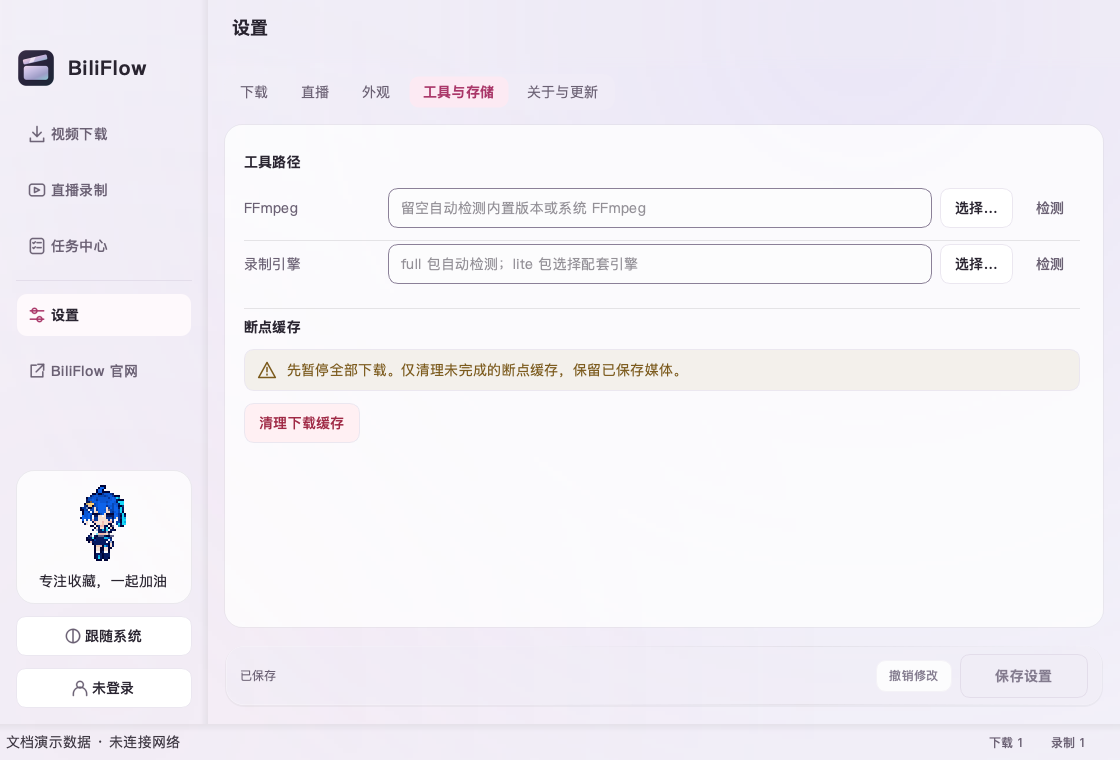 设置
BiliFlow
下载 直播 外观 工具与存储 关于与更新
视频下载
直播录制
任务中心
设置
BiliFlow 官网
工具路径
FFmpeg 留空自动检测内置版本或系统 FFmpeg 选择... 检测
录制引擎 full 包自动检测；lite 包选择配套引擎 选择... 检测
断点缓存
先暂停全部下载。仅清理未完成的断点缓存，保留已保存媒体。
清理下载缓存
专注收藏，一起加油
跟随系统
未登录
已保存 撤销修改 保存设置
文档演示数据 · 未连接网络 下载 1 录制 1